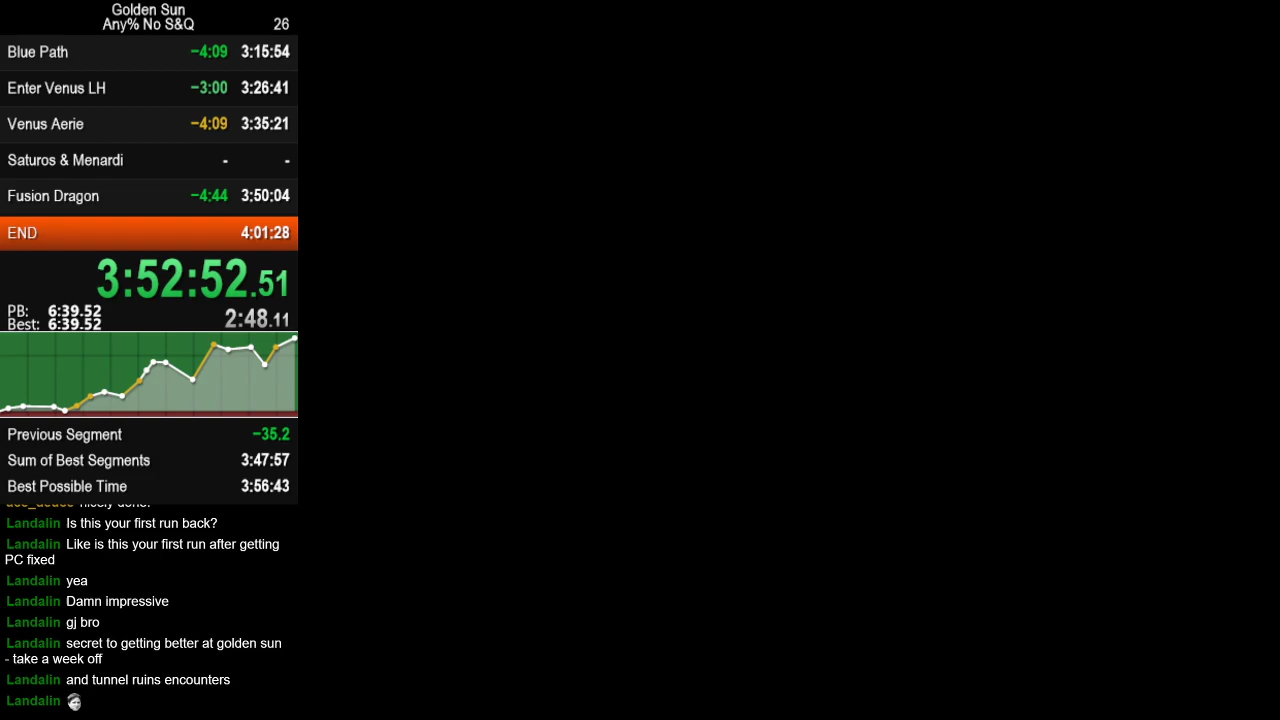 Golden Sun
Any% No S&Q 26
Blue Path −4:09 3:15:54
Enter Venus LH −3:00 3:26:41
Venus Aerie −4:09 3:35:21
Saturos & Menardi - -
Fusion Dragon −4:44 3:50:04
END 4:01:28
3:52:52.51
PB: 6:39.52
Best: 6:39.52
2:48.11
Previous Segment −35.2
Sum of Best Segments 3:47:57
Best Possible Time 3:56:43
nicely done!
Landalin Is this your first run back?
Landalin Like is this your first run after getting
PC fixed
Landalin yea
Landalin Damn impressive
Landalin gj bro
Landalin secret to getting better at golden sun
- take a week off
Landalin and tunnel ruins encounters
Landalin